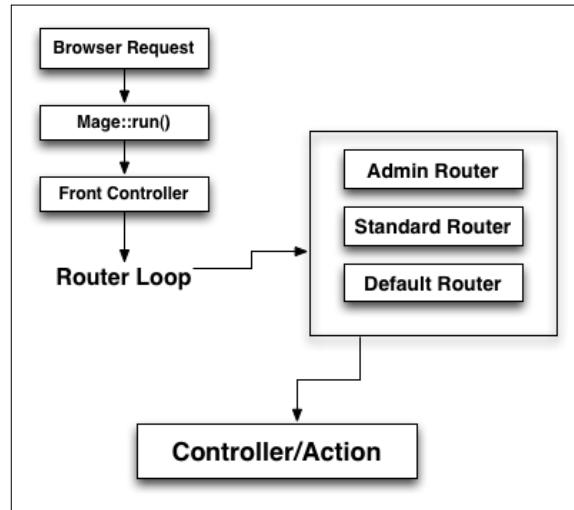 Browser Request
Mage::run()
Front Controller
Router Loop
Admin Router
Standard Router
Default Router
Controller/Action